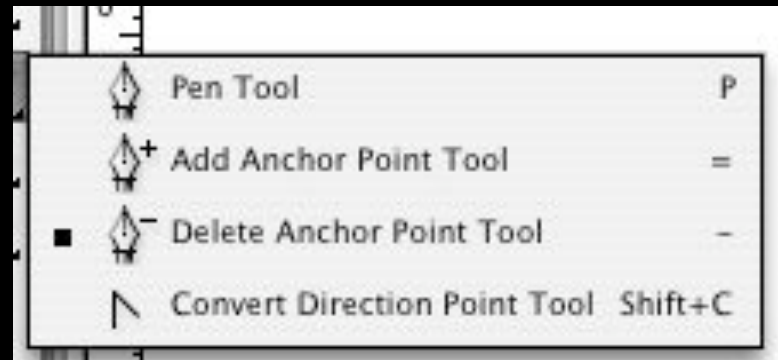 Pen Tool P
Add Anchor Point Tool =
Delete Anchor Point Tool -
Convert Direction Point Tool Shift+C